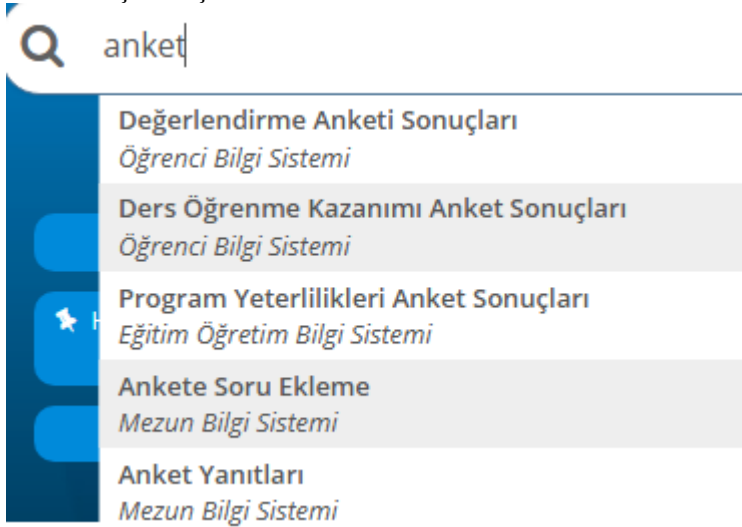 anket
Değerlendirme Anketi Sonuçları
Öğrenci Bilgi Sistemi
Ders Öğrenme Kazanımı Anket Sonuçları
Öğrenci Bilgi Sistemi
Program Yeterlilikleri Anket Sonuçları
Eğitim Öğretim Bilgi Sistemi
Ankete Soru Ekleme
Mezun Bilgi Sistemi
Anket Yanıtları
Mezun Bilgi Sistemi